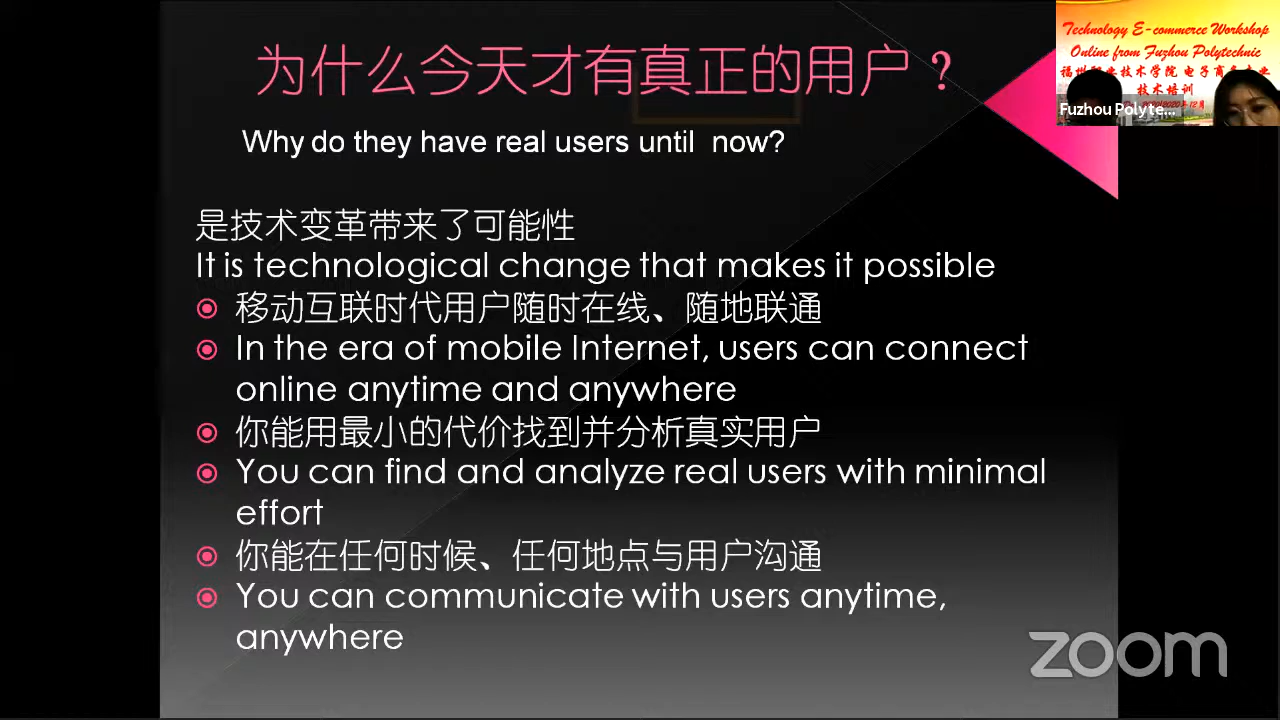 为什么今天才有真正的用户？
Why do they have real users until now?
是技术变革带来了可能性
It is technological change that makes it possible
移动互联时代用户随时在线、随地联通
In the era of mobile Internet, users can connect
online anytime and anywhere
你能用最小的代价找到并分析真实用户
You can find and analyze real users with minimal
effort
你能在任何时候、任何地点与用户沟通
You can communicate with users anytime,
anywhere
Technology E-commerce Workshop
Online from Fuzhou Polytechnic
技术培训
Fuzhou Polyte...
zoom